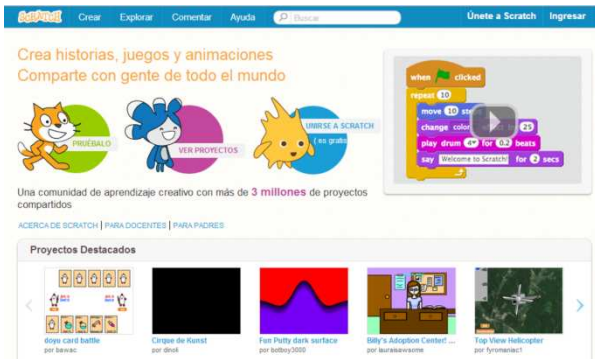 SCRATCH Crear Explorar Comentar Ayuda Buscar Únete a Scratch Ingresar
Crea historias, juegos y animaciones
Comparte con gente de todo el mundo
PRUÉBALO
VER PROYECTOS
UNIRSE A SCRATCH
( es gratis
when clicked
repeat 10
move 10
change color 25
play drum 4 for 0.2 beats
say Welcome to Scratch! for 2 secs
Una comunidad de aprendizaje creativo con más de 3 millones de proyectos
compartidos
ACERCA DE SCRATCH | PARA DOCENTES | PARA PADRES
Proyectos Destacados
doyu card battle
por bawac
Cirque de Kunst
por dinoli
Fun Putty dark surface
por botboy3000
Billy's Adoption Center! ...
por lauraisawsome
Top View Helicopter
por fyromaniac1